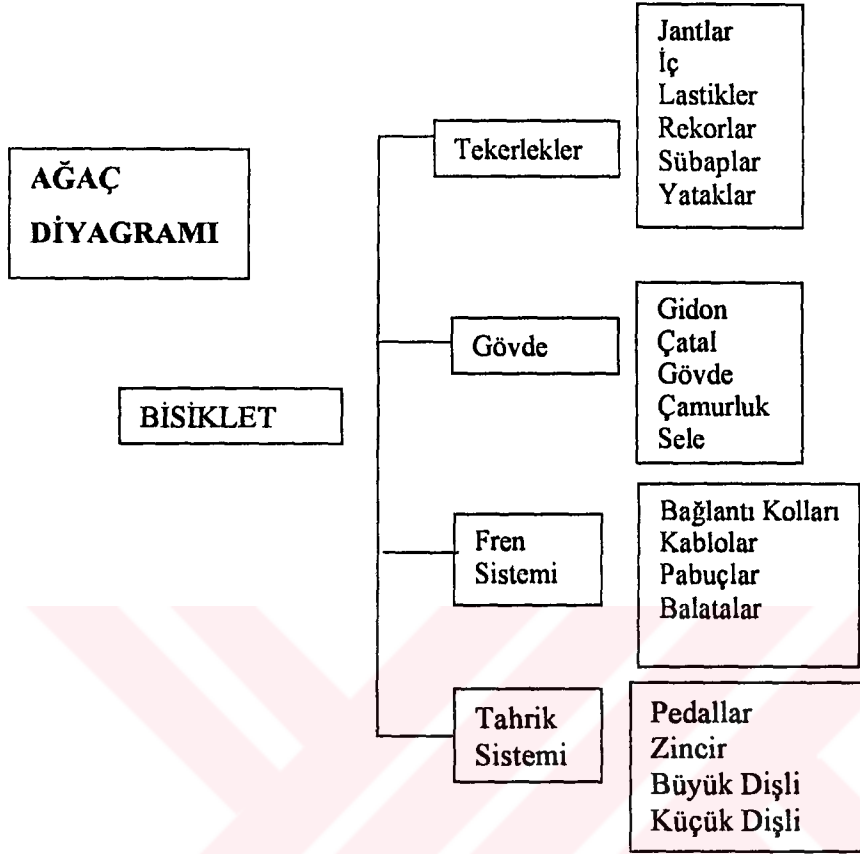 AĞAÇ
DİYAGRAMI
BİSİKLET
Tekerlekler
Jantlar
İç
Lastikler
Rekorlar
Sübaplar
Yataklar
Gövde
Gidon
Çatal
Gövde
Çamurluk
Sele
Fren
Sistemi
Bağlantı Kolları
Kablolar
Pabuçlar
Balatalar
Tahrik
Sistemi
Pedallar
Zincir
Büyük Dişli
Küçük Dişli